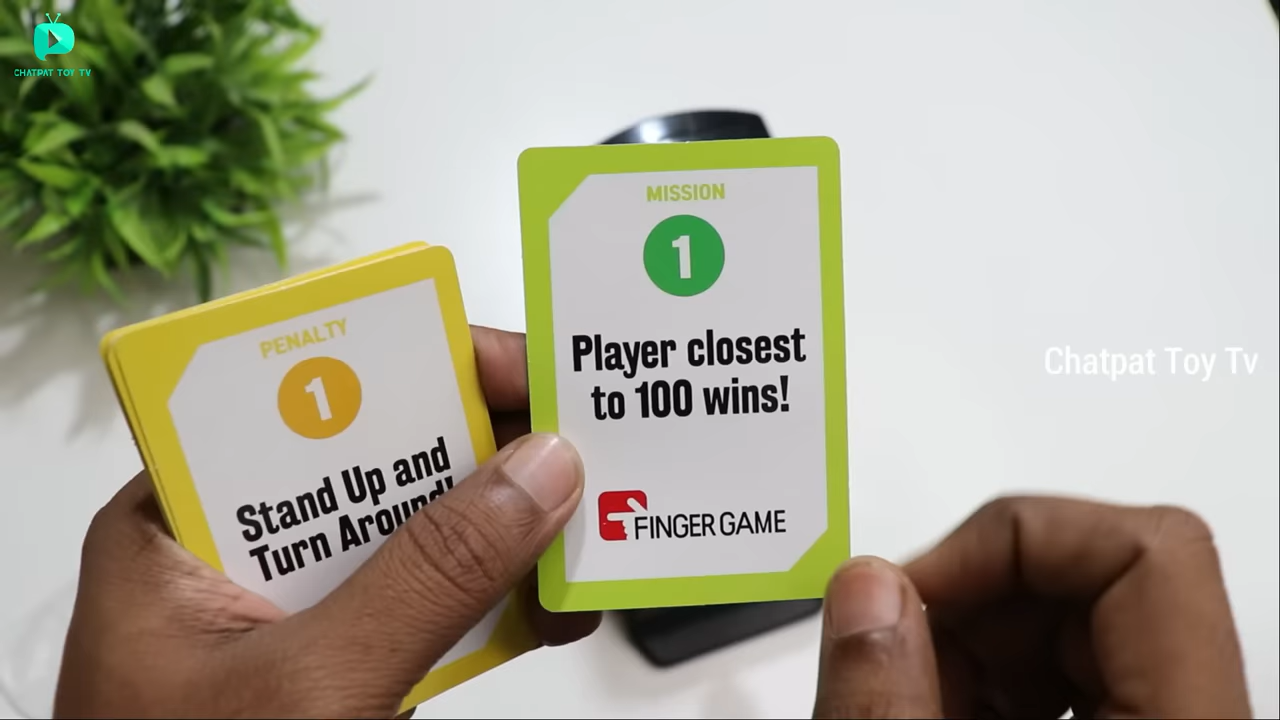 CHATPAT TOY TV
MISSION
1
Player closest
to 100 wins!
FINGER GAME
PENALTY
1
Stand Up and
Turn Around!
Chatpat Toy Tv